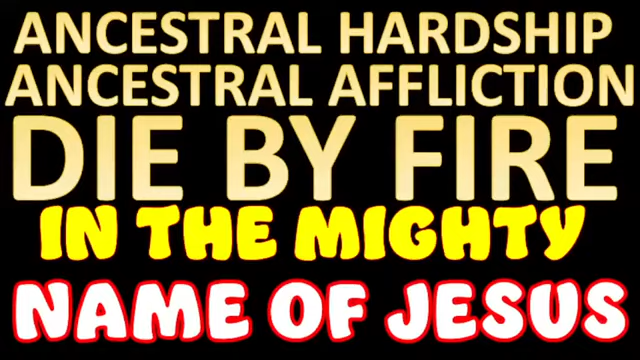 ANCESTRAL HARDSHIP
ANCESTRAL AFFLICTION
DIE BY FIRE
IN THE MIGHTY
NAME OF JESUS